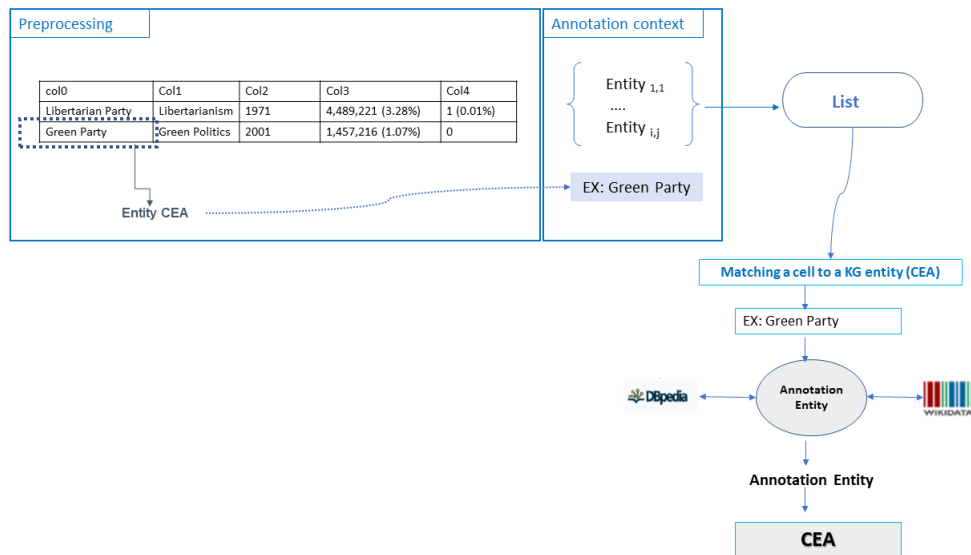 Preprocessing
Annotation context
col0 Col1 Col2 Col3 Col4
Libertarian Party Libertarianism 1971 4,489,221 (3.28%) 1 (0.01%)
Green Party Green Politics 2001 1,457,216 (1.07%) 0
Entity CEA
Entity 1,1
....
Entity i,j
EX: Green Party
List
Matching a cell to a KG entity (CEA)
EX: Green Party
DBpedia
Annotation
Entity
WIKIDATA
Annotation Entity
CEA